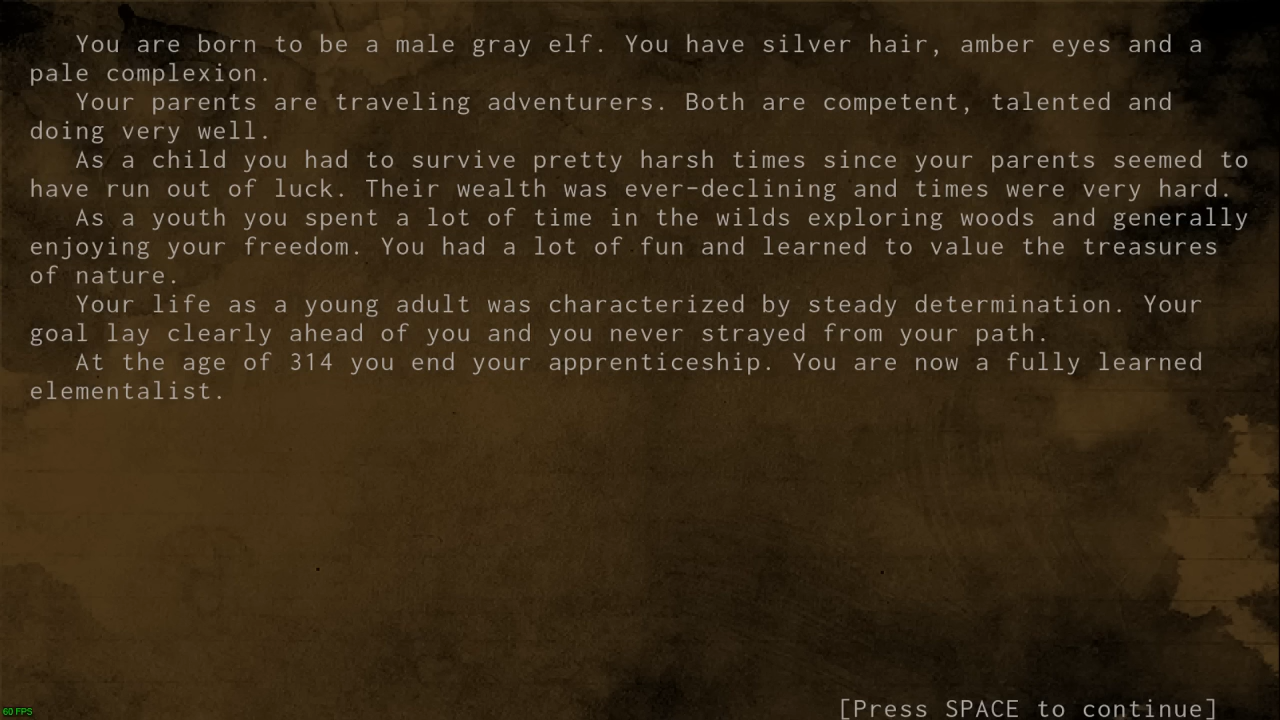 You are born to be a male gray elf. You have silver hair, amber eyes and a
pale complexion.
Your parents are traveling adventurers. Both are competent, talented and
doing very well.
As a child you had to survive pretty harsh times since your parents seemed to
have run out of luck. Their wealth was ever-declining and times were very hard.
As a youth you spent a lot of time in the wilds exploring woods and generally
enjoying your freedom. You had a lot of fun and learned to value the treasures
of nature.
Your life as a young adult was characterized by steady determination. Your
goal lay clearly ahead of you and you never strayed from your path.
At the age of 314 you end your apprenticeship. You are now a fully learned
elementalist.
[Press SPACE to continue]
60 FPS